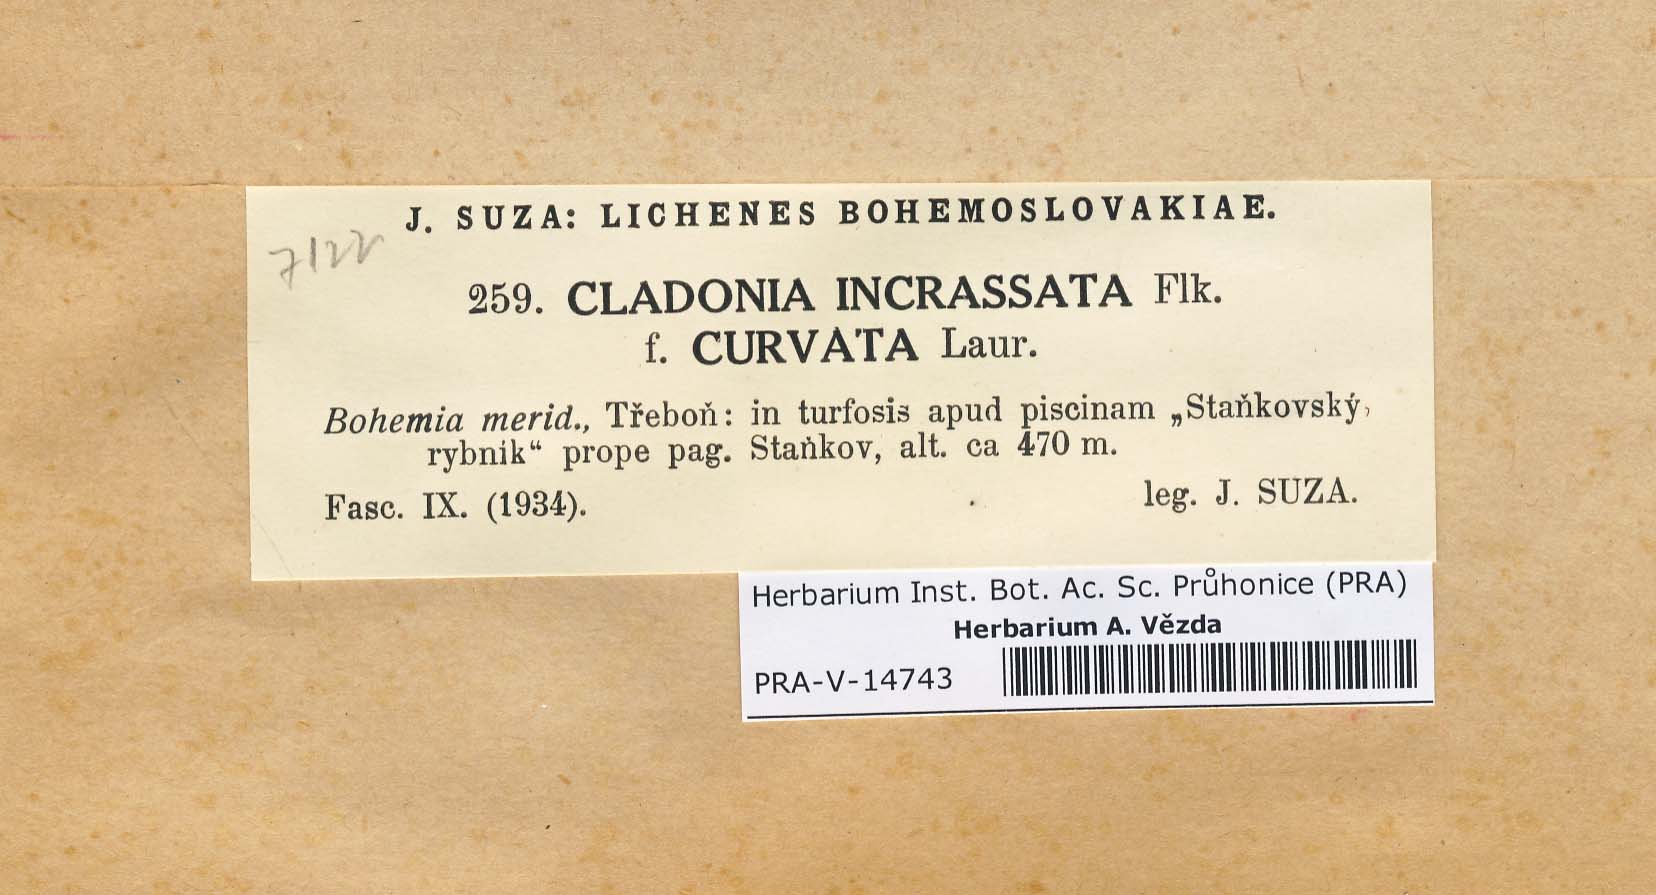 J. SUZA: LICHENES BOHEMOSLOVAKIAE.
7122
259. CLADONIA INCRASSATA Flk.
f. CURVATA Laur.
Bohemia merid., Třeboň: in turfosis apud piscinam „Staňkovský,
rybnik“ prope pag. Staňkov, alt. ca 470 m.
Fasc. IX. (1934). leg. J. SUZA.
Herbarium Inst. Bot. Ac. Sc. Průhonice (PRA)
Herbarium A. Vězda
PRA-V-14743